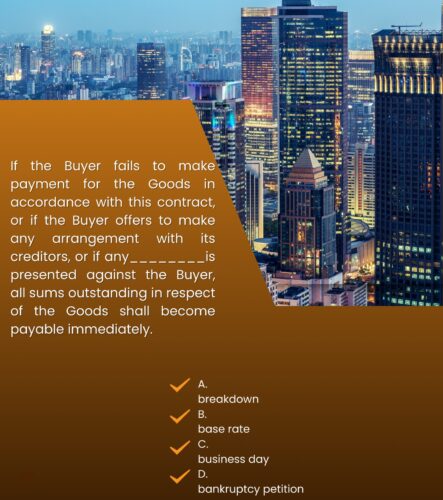 If the Buyer fails to make
payment for the Goods in
accordance with this contract,
or if the Buyer offers to make
any arrangement with its
creditors, or if any________is
presented against the Buyer,
all sums outstanding in respect
of the Goods shall become
payable immediately.
A.
breakdown
B.
base rate
C.
business day
D.
bankruptcy petition